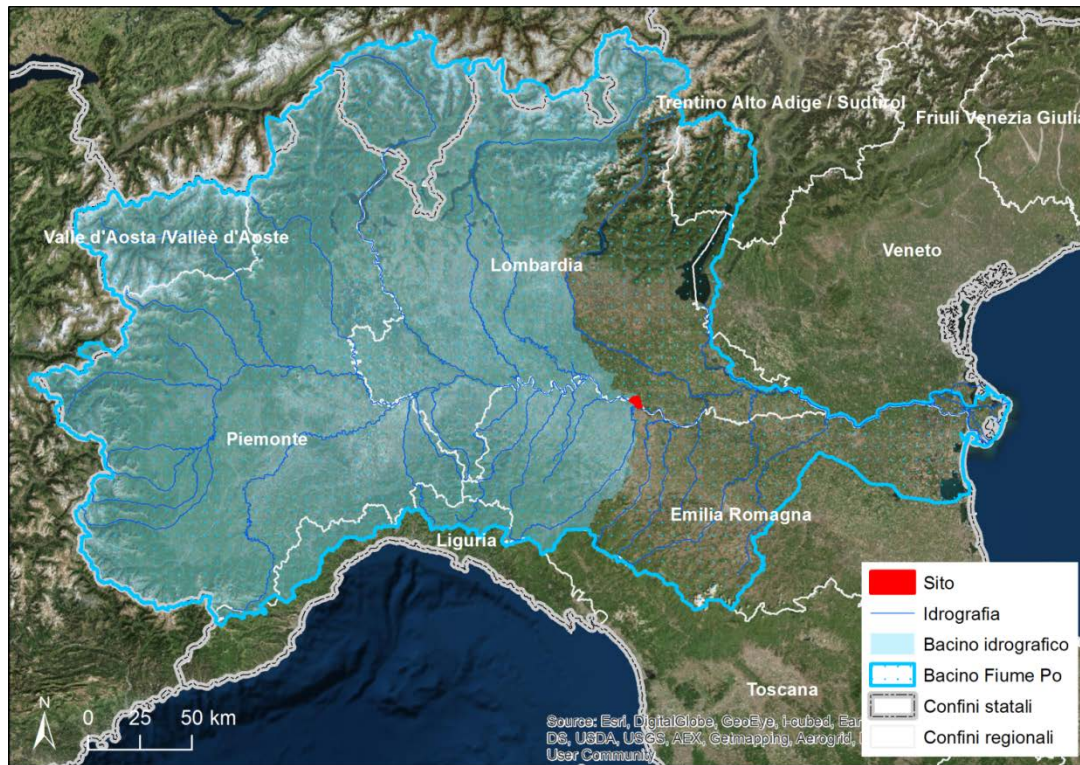 Trentino Alto Adige / Sudtirol
Friuli Venezia Giulia
Valle d'Aosta /Vallèè d'Aoste
Lombardia
Veneto
Piemonte
Emilia Romagna
Liguria
Toscana
Sito
Idrografia
Bacino idrografico
Bacino Fiume Po
Confini statali
Confini regionali
N
0 25 50 km
Source: Esri, DigitalGlobe, GeoEye, i-cubed,
DS, USDA, USGS, AEX, Getmapping, Aerogrid,
User Community